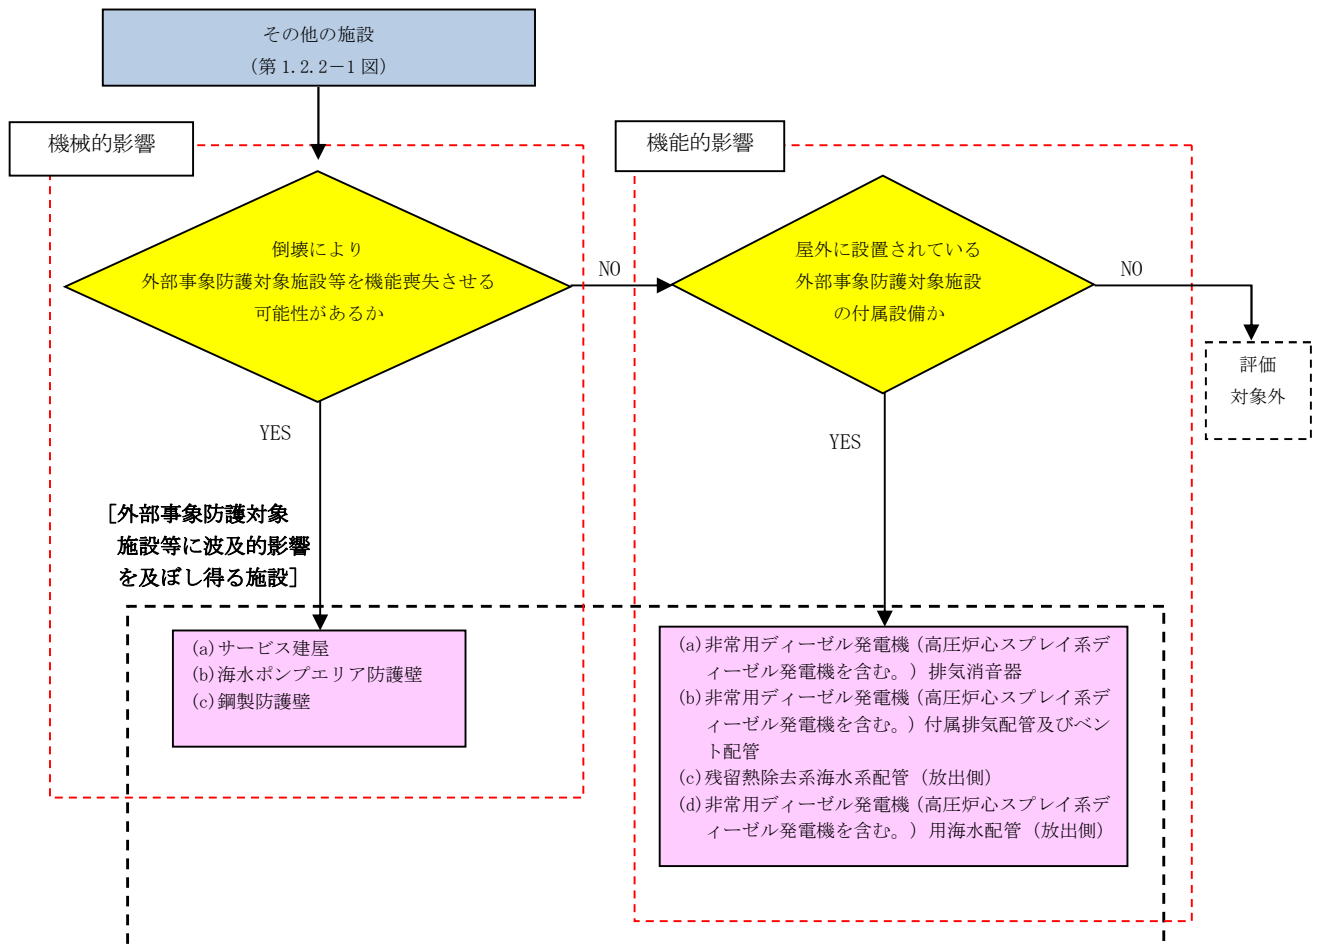 その他の施設
（第1.2.2－1図）
機械的影響
機能的影響
倒壊により
外部事象防護対象施設等を機能喪失させる
可能性があるか
NO
屋外に設置されている
外部事象防護対象施設
の付属設備か
NO
評価
対象外
YES
YES
［外部事象防護対象
施設等に波及的影響
を及ぼし得る施設］
(a)サービス建屋
(b)海水ポンプエリア防護壁
(c)鋼製防護壁
(a)非常用ディーゼル発電機（高圧炉心スプレイ系デ
ィーゼル発電機を含む。）排気消音器
(b)非常用ディーゼル発電機（高圧炉心スプレイ系デ
ィーゼル発電機を含む。）付属排気配管及びベン
ト配管
(c)残留熱除去系海水系配管（放出側）
(d)非常用ディーゼル発電機（高圧炉心スプレイ系デ
ィーゼル発電機を含む。）用海水配管（放出側）